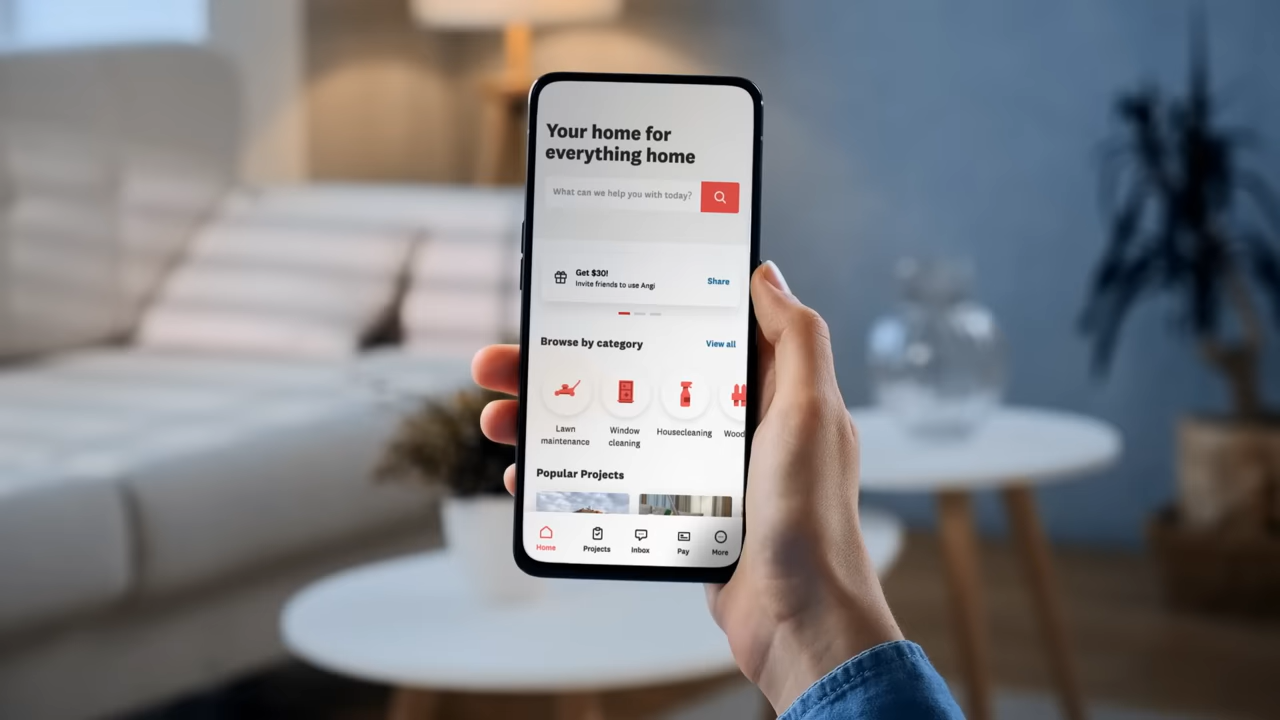 Your home for
everything home
What can we help you with today?
Get $30!
Invite friends to use Angi
Share
Browse by category
View all
Lawn
maintenance
Window
cleaning
Housecleaning
Wood
Popular Projects
Home
Projects
Inbox
Pay
More